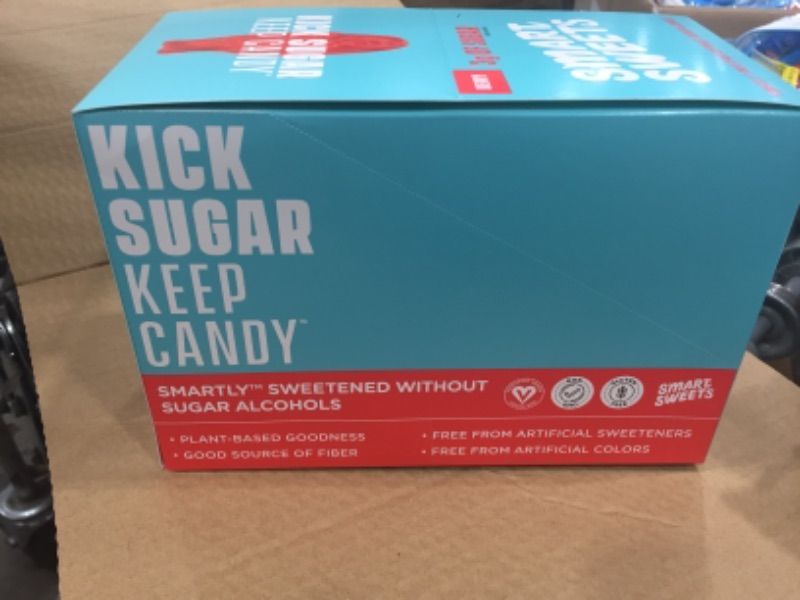 KICK SUGAR
KEEP CANDY
SMART
SWEETS
KICK
SUGAR
KEEP
CANDY™
SMARTLY™ SWEETENED WITHOUT
SUGAR ALCOHOLS
SMART
SWEETS
• PLANT-BASED GOODNESS
• GOOD SOURCE OF FIBER
• FREE FROM ARTIFICIAL SWEETENERS
• FREE FROM ARTIFICIAL COLORS